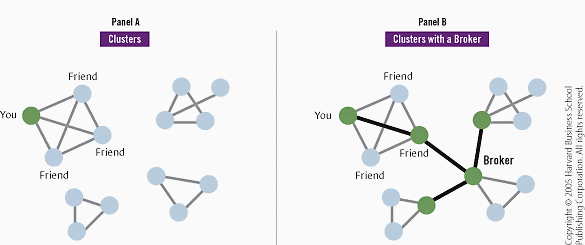 Panel A
Clusters
Friend
You
Friend
Friend
Panel B
Clusters with a Broker
Friend
You
Friend
Broker
Friend
Copyright © 2005 Harvard Business School
Publishing Corporation. All rights reserved.